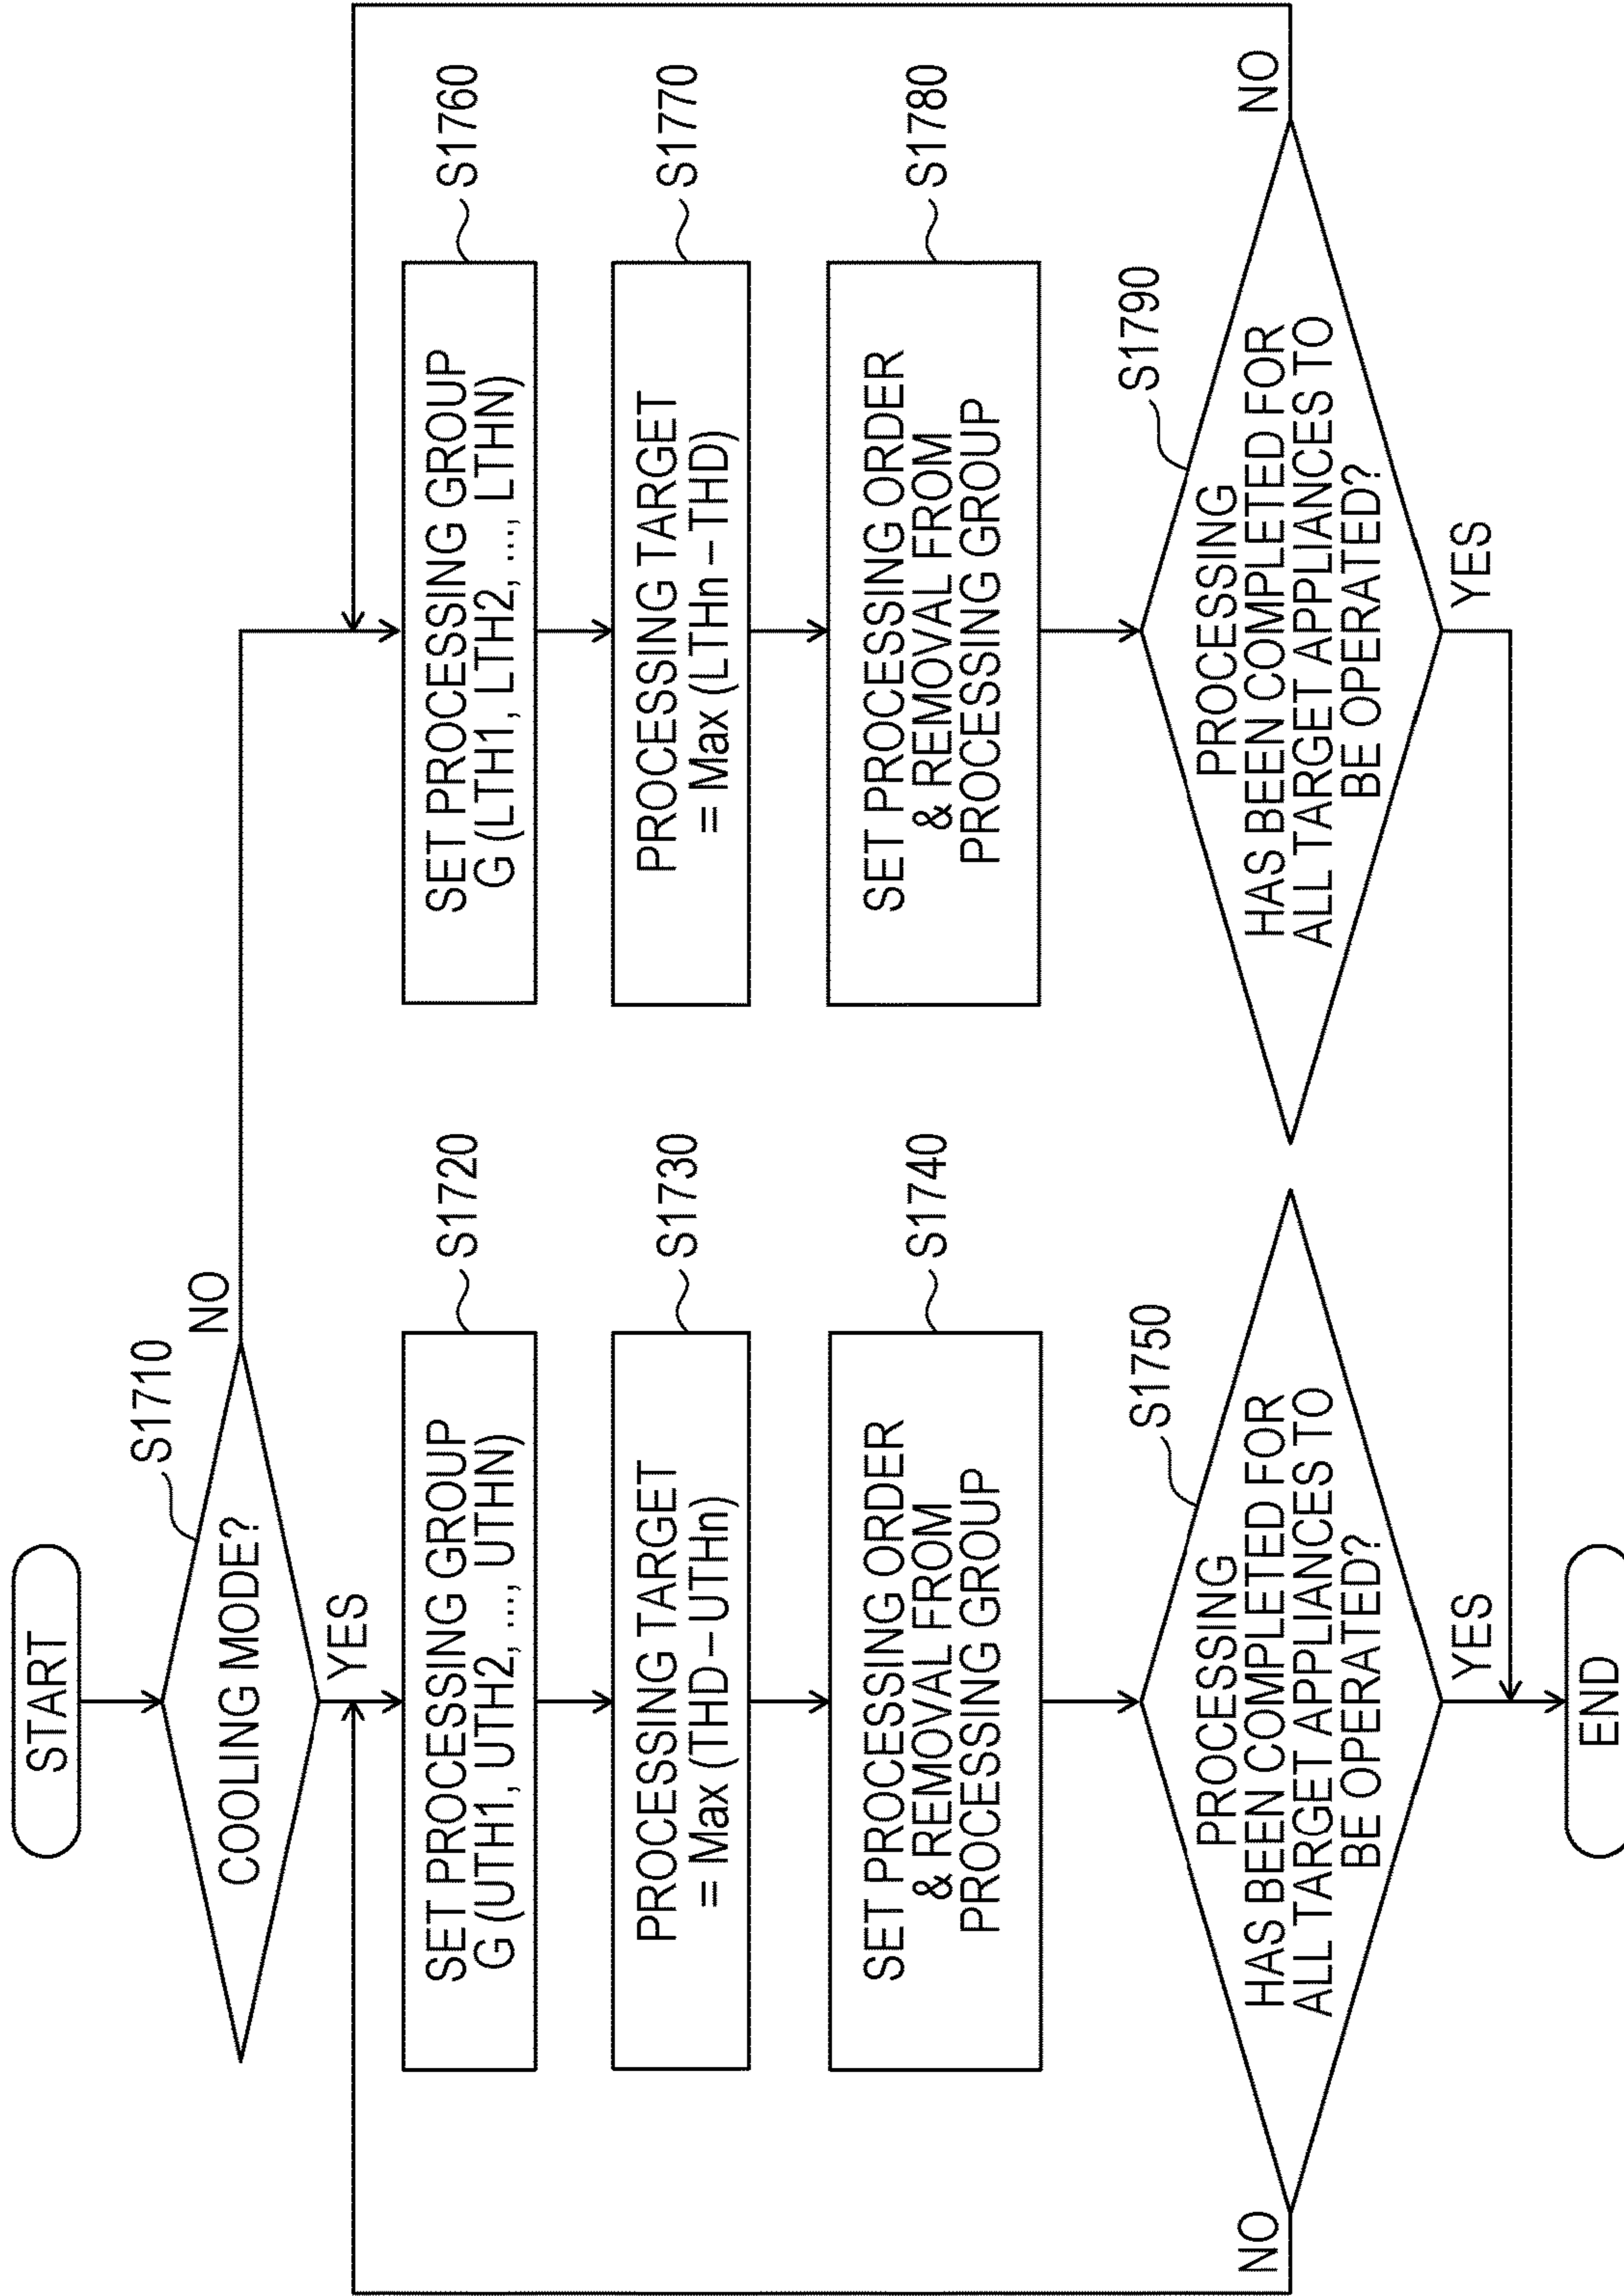 START
S1710
COOLING MODE?
NO
YES
S1720
SET PROCESSING GROUP
G (UTH1, UTH2, ..., UTHN)
S1730
PROCESSING TARGET
= Max (THD – UTHn)
S1740
SET PROCESSING ORDER
& REMOVAL FROM
PROCESSING GROUP
S1750
PROCESSING
HAS BEEN COMPLETED FOR
ALL TARGET APPLIANCES TO
BE OPERATED?
NO
YES
S1760
SET PROCESSING GROUP
G (LTH1, LTH2, ..., LTHN)
S1770
PROCESSING TARGET
= Max (LTHn – THD)
S1780
SET PROCESSING ORDER
& REMOVAL FROM
PROCESSING GROUP
S1790
PROCESSING
HAS BEEN COMPLETED FOR
ALL TARGET APPLIANCES TO
BE OPERATED?
NO
YES
END